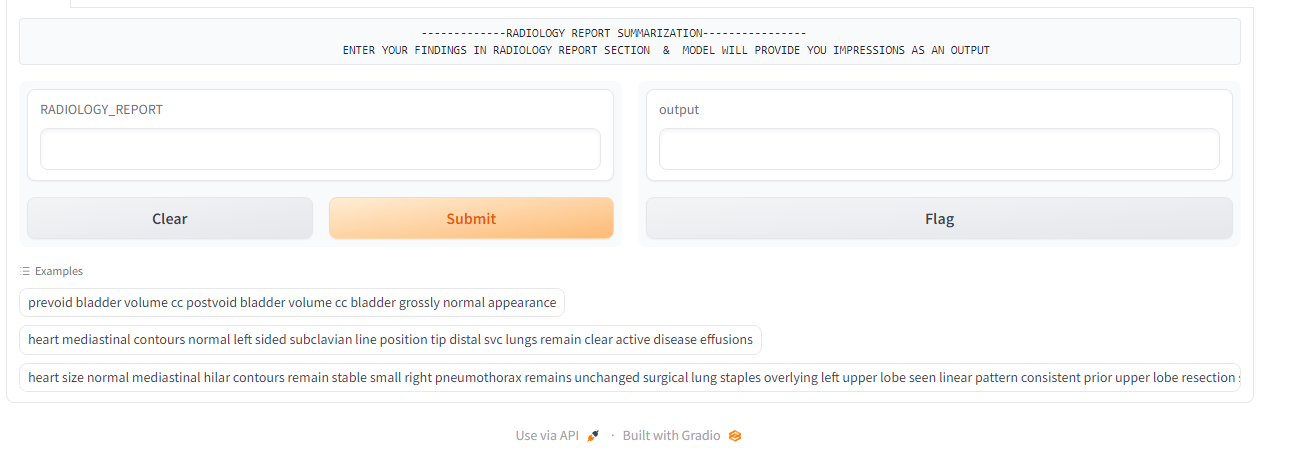 -------------RADIOLOGY REPORT SUMMARIZATION----------------
ENTER YOUR FINDINGS IN RADIOLOGY REPORT SECTION & MODEL WILL PROVIDE YOU IMPRESSIONS AS AN OUTPUT
RADIOLOGY_REPORT
output
Clear
Submit
Flag
Examples
prevoid bladder volume cc postvoid bladder volume cc bladder grossly normal appearance
heart mediastinal contours normal left sided subclavian line position tip distal svc lungs remain clear active disease effusions
heart size normal mediastinal hilar contours remain stable small right pneumothorax remains unchanged surgical lung staples overlying left upper lobe seen linear pattern consistent prior upper lobe resection
Use via API · Built with Gradio